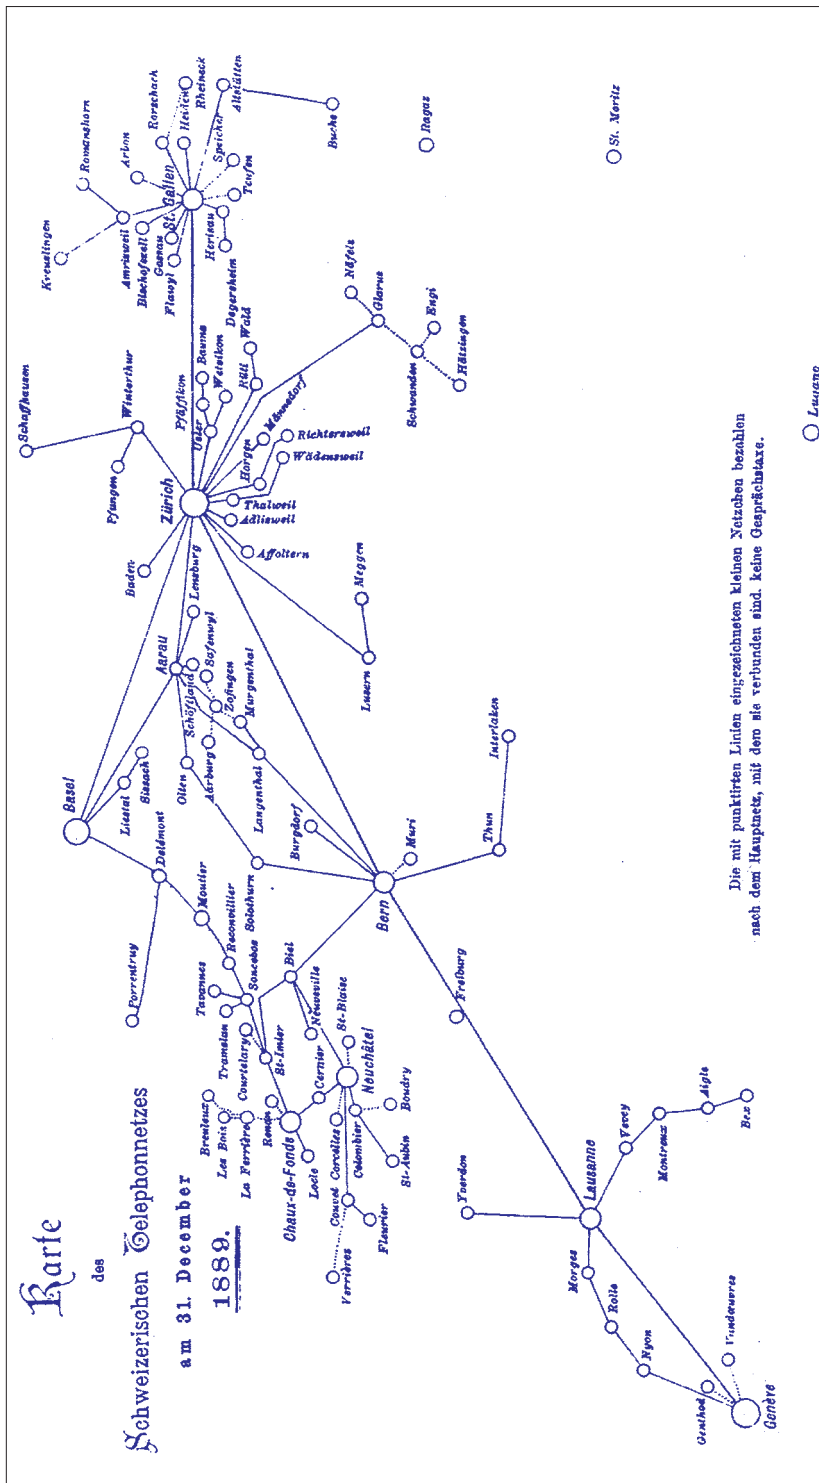 Karte
des
Schweizerischen Telephonnetzes
am 31. December
1889.
Schaffhausen
Kreuzlingen
Romanshorn
Arbon
Rorschach
Heiden
Rheineck
Speicher
Altstätten
Teufen
Buchs
Ragaz
St. Moritz
Amrisweil
Bischofszell
Gossau
Flawyl
St. Gallen
Herisau
Degersheim
Winterthur
Pfungen
Baden
Zürich
Pfäffikon
Bauma
Uster
Wetzikon
Rüti
Wald
Männedorf
Horgen
Richtersweil
Wädensweil
Thalweil
Adlisweil
Affoltern
Näfels
Glarus
Engi
Schwanden
Hätzingen
Lugano
Meggen
Luzern
Basel
Liestal
Sissach
Aarau
Lenzburg
Schöftland
Safenwyl
Zofingen
Murgenthal
Aarburg
Olten
Langenthal
Burgdorf
Solothurn
Bern
Muri
Thun
Interlaken
Delémont
Porrentruy
Moutier
Reconvillier
Tavannes
Tramelan
Sonceboz
Courtelary
St-Imier
Biel
Neuveville
St-Blaise
Neuchâtel
Cernier
Breuleux
Les Bois
La Ferrière
Renan
Chaux-de-Fonds
Locle
Corcelles
Colombier
Boudry
St-Aubin
Couvet
Fleurier
Verrières
Freiburg
Yverdon
Lausanne
Vevey
Montreux
Aigle
Bex
Morges
Rolle
Nyon
Genthod
Vandœuvres
Genève
Die mit punktirten Linien eingezeichneten kleinen Netzchen bezahlen
nach dem Hauptnetz, mit dem sie verbunden sind, keine Gesprächstaxe.